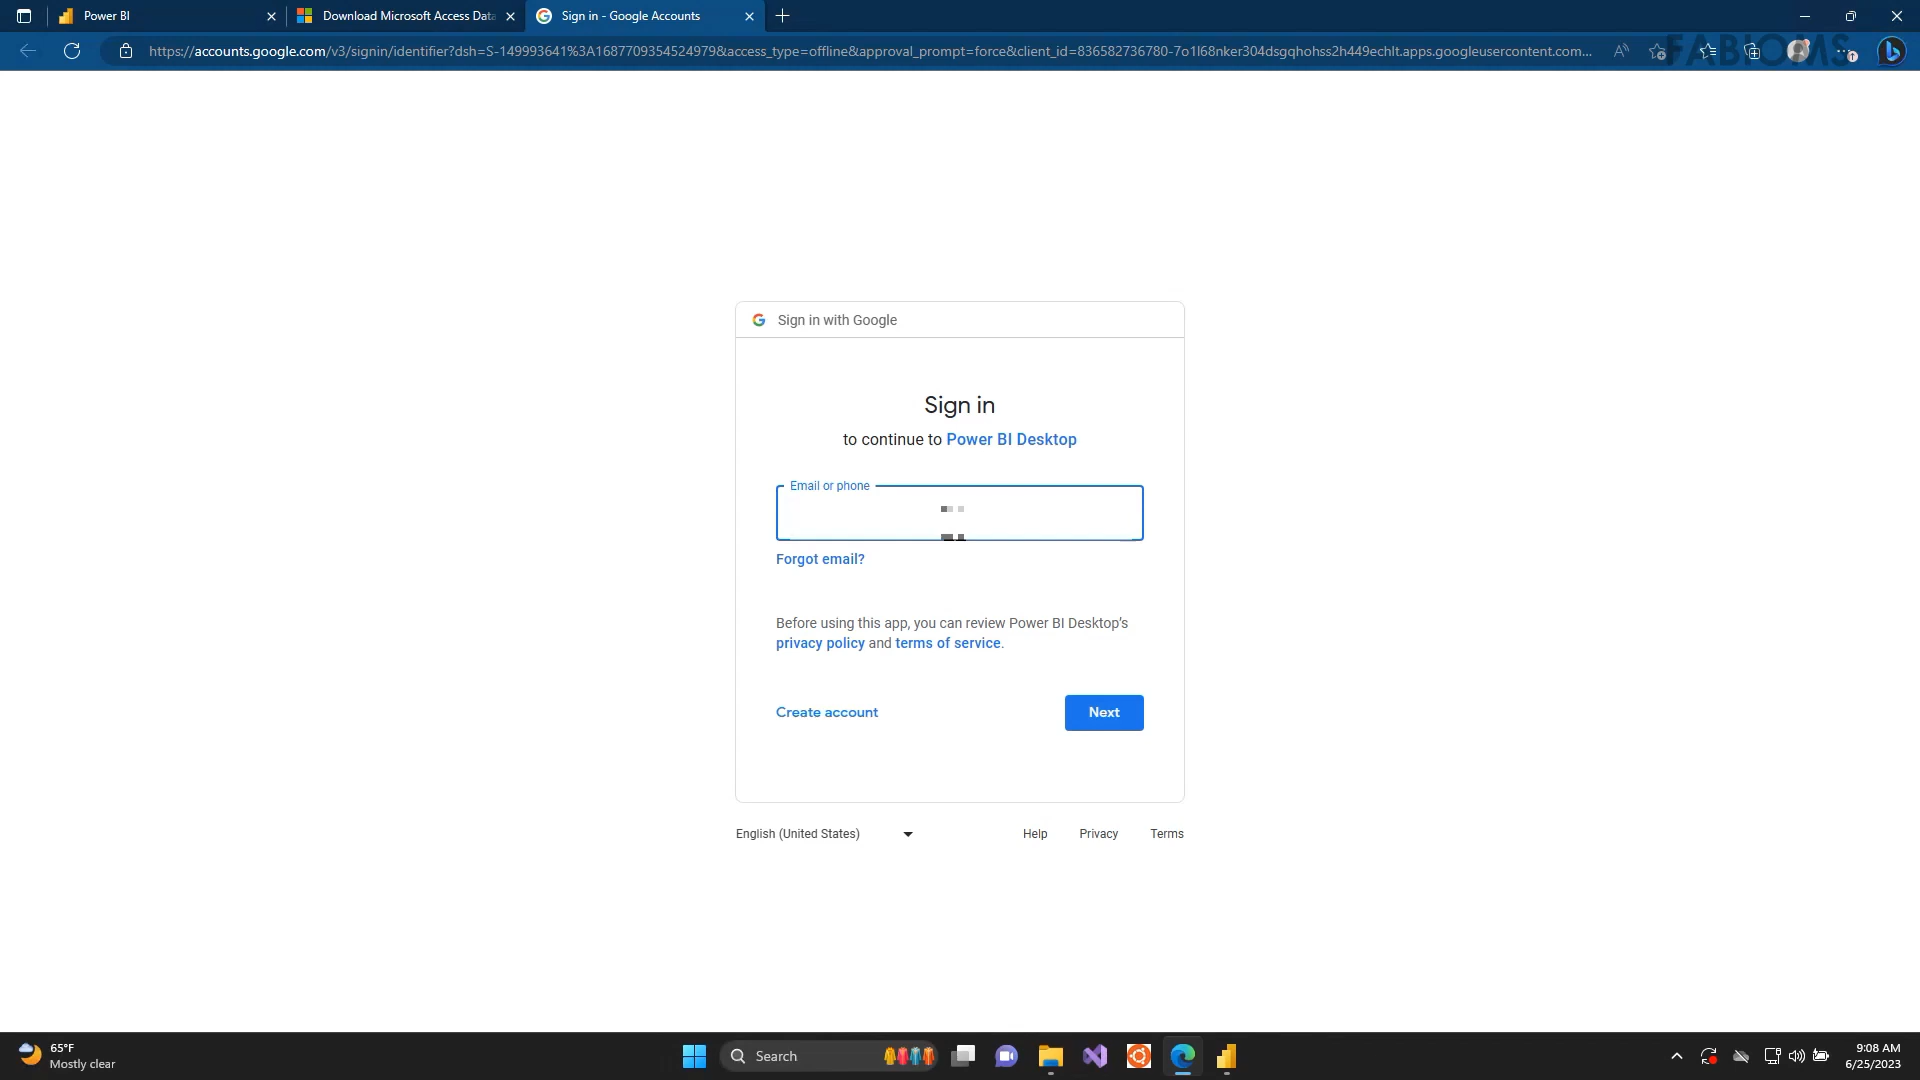 Power BI
Download Microsoft Access Data
Sign in - Google Accounts
https://accounts.google.com/v3/signin/identifier?dsh=S-149993641%3A1687709354524979&access_type=offline&approval_prompt=force&client_id=836582736780-7o1l68nker304dsgqhohss2h449echlt.apps.googleusercontent.com...
FABIOMS
Sign in with Google
Sign in
to continue to Power BI Desktop
Email or phone
Forgot email?
Before using this app, you can review Power BI Desktop's
privacy policy and terms of service.
Create account
Next
English (United States)
Help
Privacy
Terms
65°F
Mostly clear
Search
9:08 AM
6/25/2023